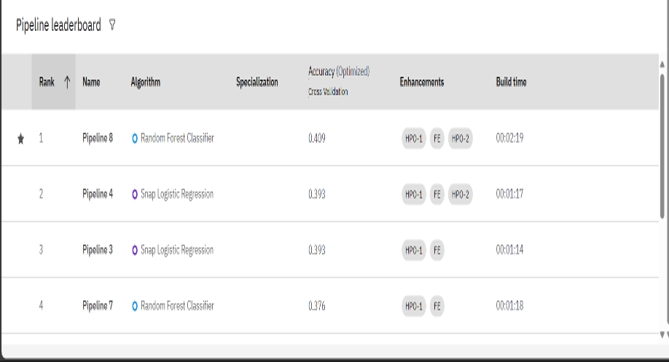 Pipeline leaderboard
Rank ↑ Name Algorithm Specialization Accuracy (Optimized) Cross Validation Enhancements Build time
★ 1 Pipeline 8 Random Forest Classifier 0.409 HPO-1 FE HPO-2 00:02:19
2 Pipeline 4 Snap Logistic Regression 0.393 HPO-1 FE HPO-2 00:01:17
3 Pipeline 3 Snap Logistic Regression 0.393 HPO-1 FE 00:01:14
4 Pipeline 7 Random Forest Classifier 0.376 HPO-1 FE 00:01:18